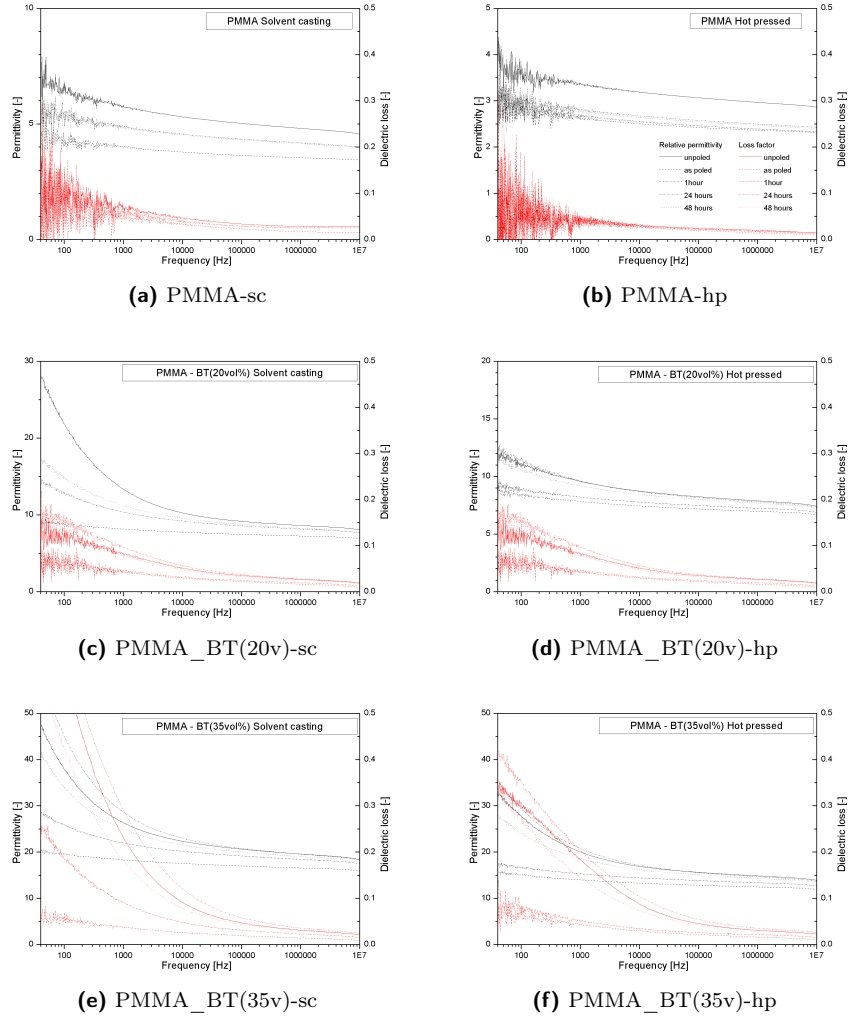 PMMA Solvent casting
10
5
0
Permittivity [-]
0.5
0.4
0.3
0.2
0.1
0.0
Dielectric loss [-]
100 1000 10000 100000 1E7
Frequency [Hz]
(a) PMMA-sc
PMMA Hot pressed
5
4
3
2
1
0
Permittivity [-]
Relative permittivity Loss factor
unpoled unpoled
as poled as poled
1hour 1hour
24 hours 24 hours
48 hours 48 hours
0.5
0.4
0.3
0.2
0.1
0.0
Dielectric loss [-]
100 1000 10000 100000 1E7
Frequency [Hz]
(b) PMMA-hp
PMMA - BT(20vol%) Solvent casting
30
20
10
0
Permittivity [-]
0.5
0.4
0.3
0.2
0.1
0.0
Dielectric loss [-]
100 1000 10000 100000 1E7
Frequency [Hz]
(c) PMMA_BT(20v)-sc
PMMA - BT(20vol%) Hot pressed
20
15
10
5
0
Permittivity [-]
0.5
0.4
0.3
0.2
0.1
0.0
Dielectric loss [-]
100 1000 10000 100000 1E7
Frequency [Hz]
(d) PMMA_BT(20v)-hp
PMMA - BT(35vol%) Solvent casting
50
40
30
20
10
0
Permittivity [-]
0.5
0.4
0.3
0.2
0.1
0.0
Dielectric loss [-]
100 1000 10000 100000 1E7
Frequency [Hz]
(e) PMMA_BT(35v)-sc
PMMA - BT(35vol%) Hot pressed
50
40
30
20
10
0
Permittivity [-]
0.5
0.4
0.3
0.2
0.1
0.0
Dielectric loss [-]
100 1000 10000 100000 1E7
Frequency [Hz]
(f) PMMA_BT(35v)-hp